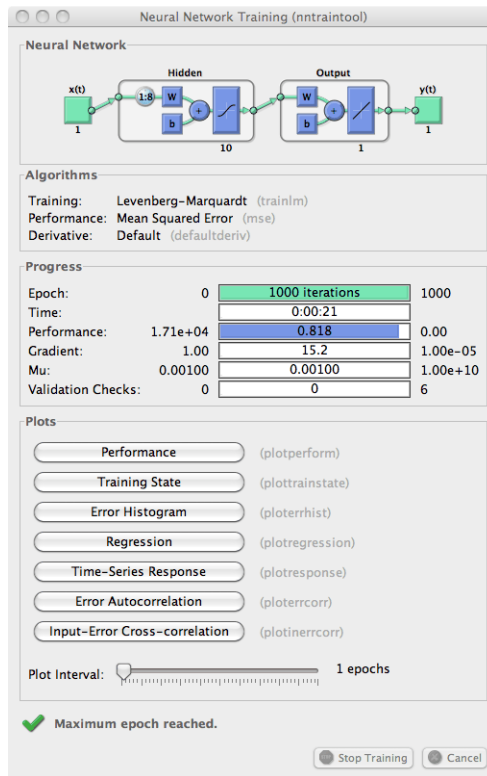 Neural Network Training (nntraintool)
Neural Network
Hidden Output
x(t) y(t)
1:8 W W
b b
1 10 1 1
Algorithms
Training: Levenberg-Marquardt (trainlm)
Performance: Mean Squared Error (mse)
Derivative: Default (defaultderiv)
Progress
Epoch: 0 1000 iterations 1000
Time: 0:00:21
Performance: 1.71e+04 0.818 0.00
Gradient: 1.00 15.2 1.00e-05
Mu: 0.00100 0.00100 1.00e+10
Validation Checks: 0 0 6
Plots
Performance (plotperform)
Training State (plottrainstate)
Error Histogram (ploterrhist)
Regression (plotregression)
Time-Series Response (plotresponse)
Error Autocorrelation (ploterrcorr)
Input-Error Cross-correlation (plotinerrcorr)
Plot Interval: 1 epochs
Maximum epoch reached.
Stop Training Cancel